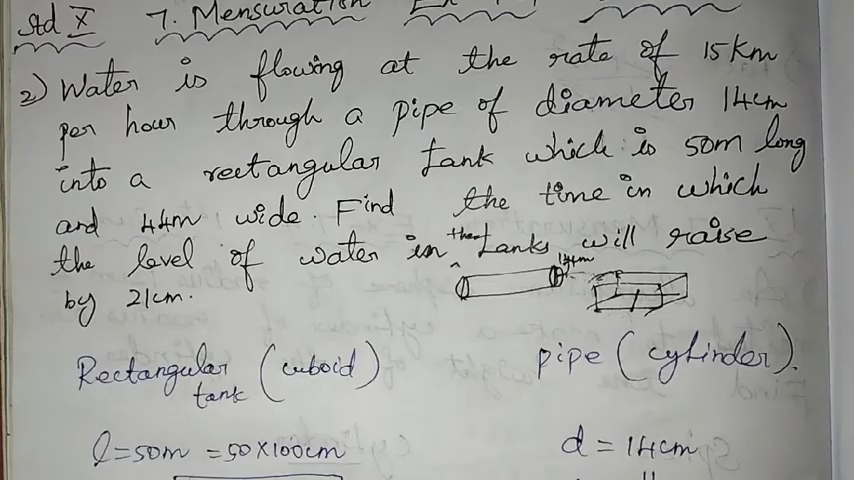 Std X 7. Mensuration
2) Water is flowing at the rate of 15 km
per hour through a pipe of diameter 14cm
into a rectangular tank which is 50m long
and 44m wide. Find the time in which
the level of water in the tanks will raise
by 21cm.
14cm
Rectangular tank (cuboid) pipe (cylinder).
l=50m =50×100cm d = 14cm